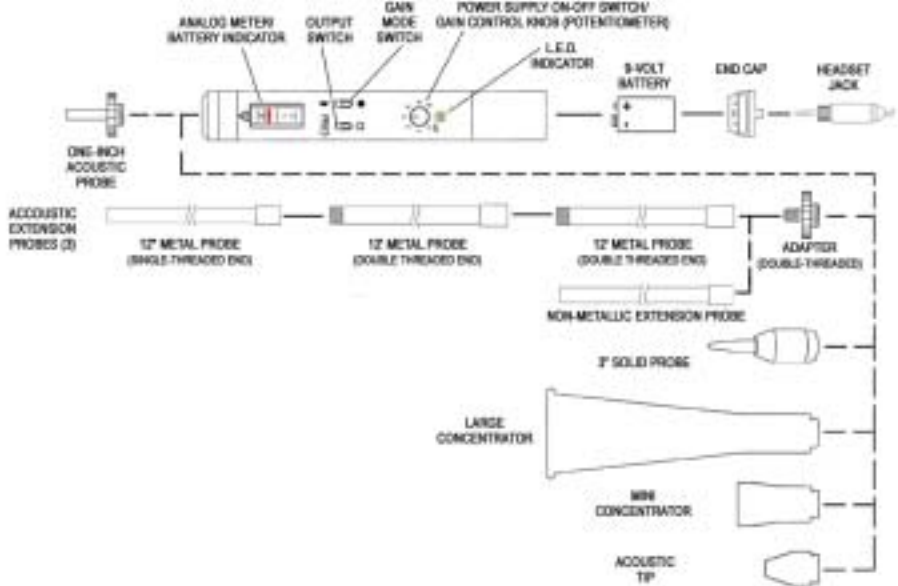 ANALOG METER/
BATTERY INDICATOR
OUTPUT
SWITCH
GAIN
MODE
SWITCH
POWER SUPPLY ON-OFF SWITCH/
GAIN CONTROL KNOB (POTENTIOMETER)
L.E.D.
INDICATOR
9-VOLT
BATTERY
END CAP
HEADSET
JACK
ONE-INCH
ACOUSTIC
PROBE
ACCOUSTIC
EXTENSION
PROBES (3)
12" METAL PROBE
(SINGLE-THREADED END)
12' METAL PROBE
(DOUBLE THREADED END)
12' METAL PROBE
(DOUBLE THREADED END)
ADAPTER
(DOUBLE-THREADED)
NON-METALLIC EXTENSION PROBE
3" SOLID PROBE
LARGE
CONCENTRATOR
MINI
CONCENTRATOR
ACOUSTIC
TIP